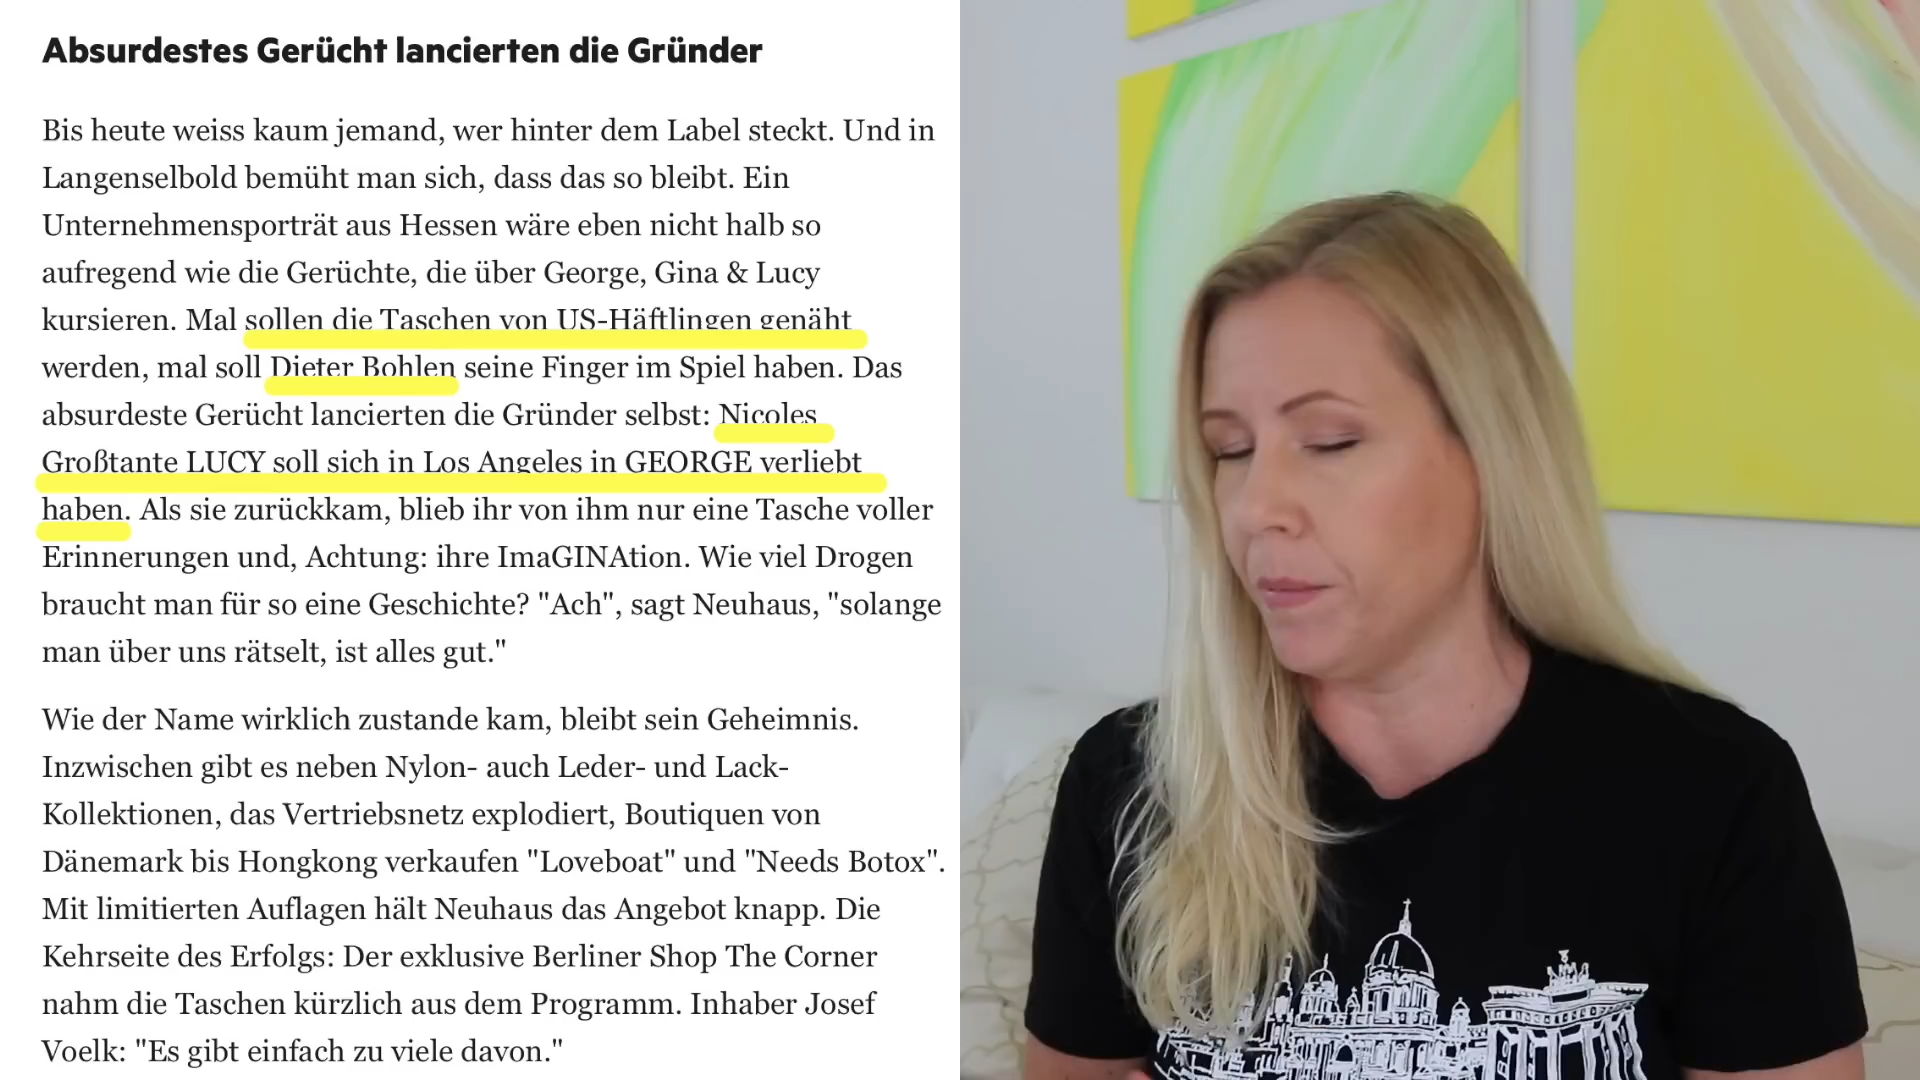 Absurdestes Gerücht lancierten die Gründer
Bis heute weiss kaum jemand, wer hinter dem Label steckt. Und in
Langenselbold bemüht man sich, dass das so bleibt. Ein
Unternehmensporträt aus Hessen wäre eben nicht halb so
aufregend wie die Gerüchte, die über George, Gina & Lucy
kursieren. Mal sollen die Taschen von US-Häftlingen genäht
werden, mal soll Dieter Bohlen seine Finger im Spiel haben. Das
absurdeste Gerücht lancierten die Gründer selbst: Nicoles
Großtante LUCY soll sich in Los Angeles in GEORGE verliebt
haben. Als sie zurückkam, blieb ihr von ihm nur eine Tasche voller
Erinnerungen und, Achtung: ihre ImaGINAtion. Wie viel Drogen
braucht man für so eine Geschichte? "Ach", sagt Neuhaus, "solange
man über uns rätselt, ist alles gut."
Wie der Name wirklich zustande kam, bleibt sein Geheimnis.
Inzwischen gibt es neben Nylon- auch Leder- und Lack-
Kollektionen, das Vertriebsnetz explodiert, Boutiquen von
Dänemark bis Hongkong verkaufen "Loveboat" und "Needs Botox".
Mit limitierten Auflagen hält Neuhaus das Angebot knapp. Die
Kehrseite des Erfolgs: Der exklusive Berliner Shop The Corner
nahm die Taschen kürzlich aus dem Programm. Inhaber Josef
Voelk: "Es gibt einfach zu viele davon."